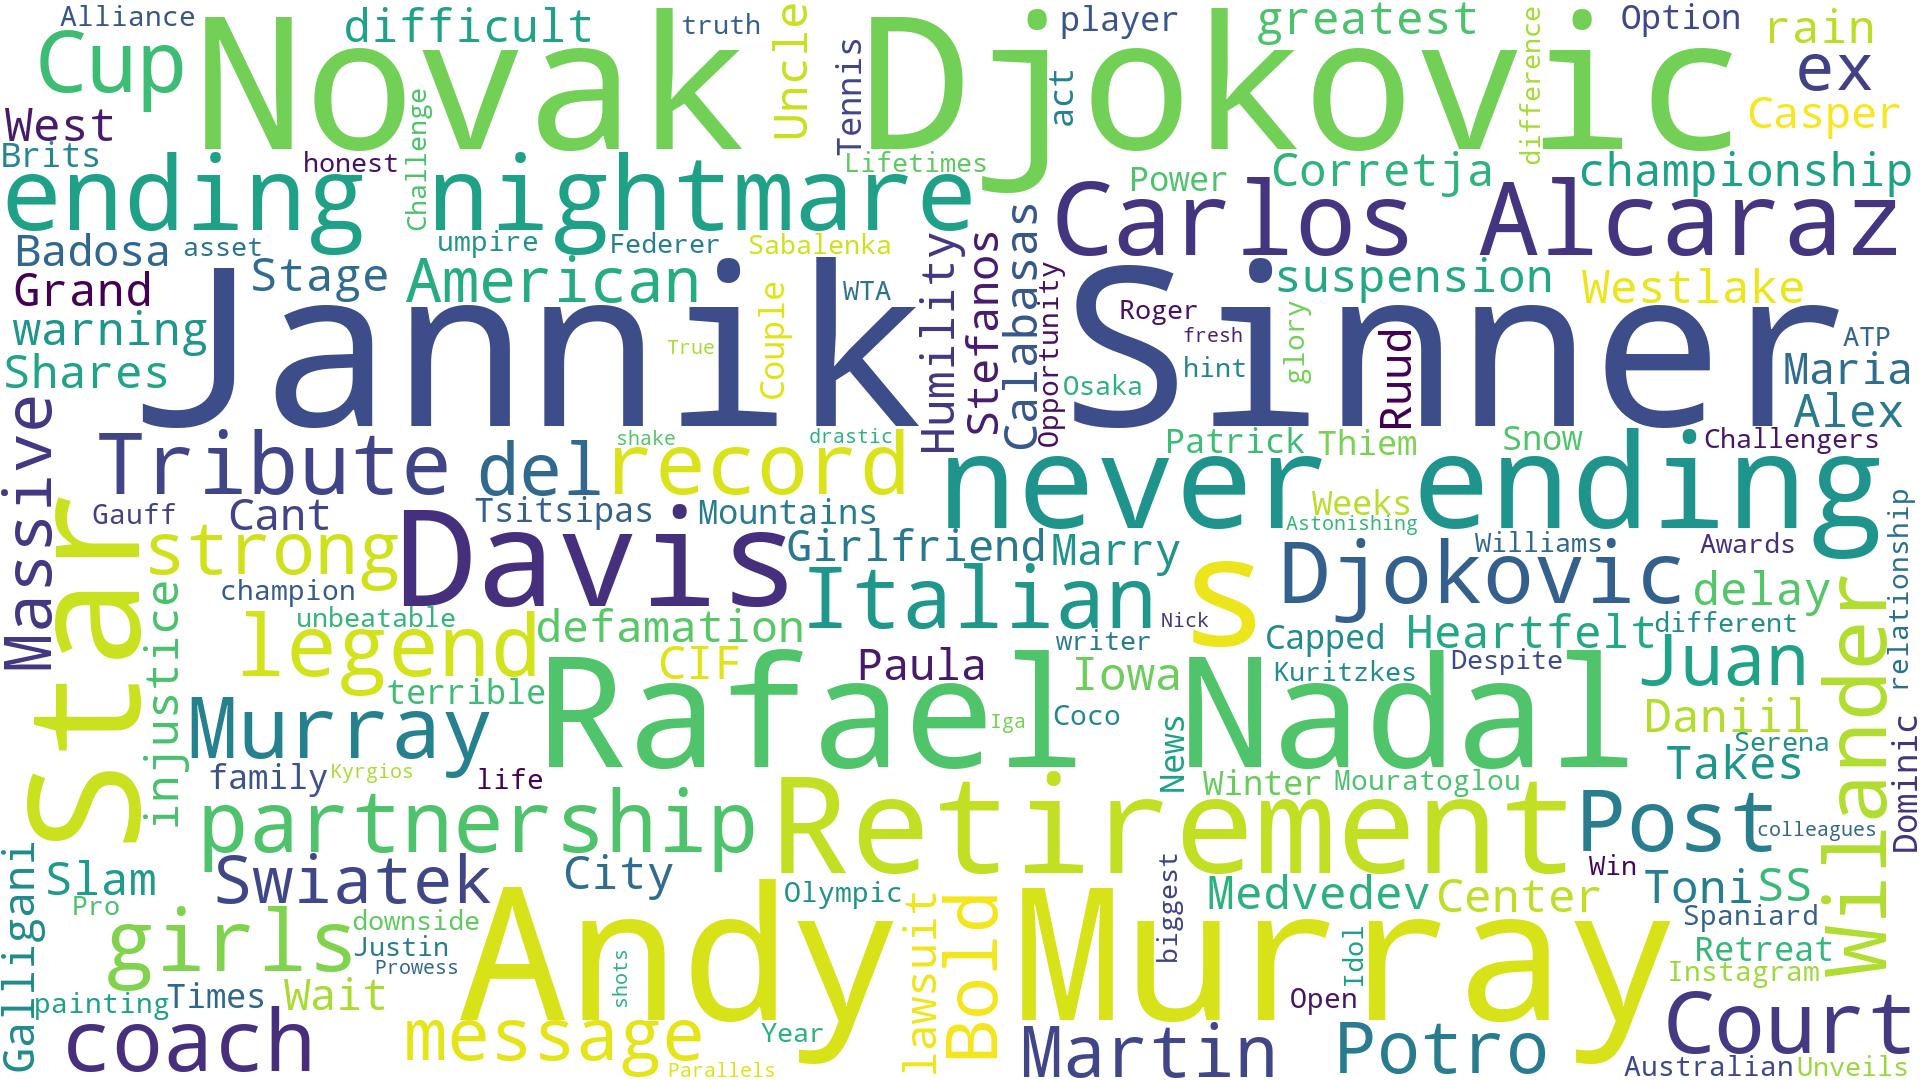 Alliance
difficult
truth
Uncle
player
greatest
Option
rain
Cup
Novak Djokovic
Tennis
act
difference
ex
West
Casper
Brits
honest
Challenge
Lifetimes
ending nightmare
Power
Corretja
championship
Carlos Alcaraz
Badosa
asset
umpire
Federer
Sabalenka
Humility
Stefanos
Calabasas
Grand
Stage
American
WTA
suspension
Westlake
warning
Jannik Sinner
Couple
True
Opportunity
Roger
fresh
glory
Ruud
ATP
Shares
hint
Osaka
Maria
Alex
Massive
Tribute
del
record
shake
drastic
Patrick
Thiem
Snow
Challengers
never ending
Star
Gauff
Cant
Tsitsipas
Mountains
Weeks
Astonishing
relationship
strong
Davis
Girlfriend
Marry
Williams
Awards
injustice
champion
Italian
s
Djokovic
delay
unbeatable
legend
defamation
Nick
writer
Capped
Heartfelt
different
Wilander
CIF
Paula
Iowa
Kuritzkes
Despite
Juan
terrible
Murray
Rafael Nadal
Iga
Coco
News
Daniil
Serena
Takes
Dominic
family
Kyrgios
life
Winter
Mouratoglou
partnership
Retirement
Post
colleagues
Galligani
Slam
Swiatek
City
Olympic
biggest
Win
Medvedev
Center
Toni
SS
Pro
girls
downside
Andy Murray
lawsuit
Bold
Spaniard
Justin
Prowess
shots
Idol
Retreat
Instagram
painting
Times
Wait
Open
coach
message
Year
Martin
Potro
Court
Parallels
Australian
Unveils